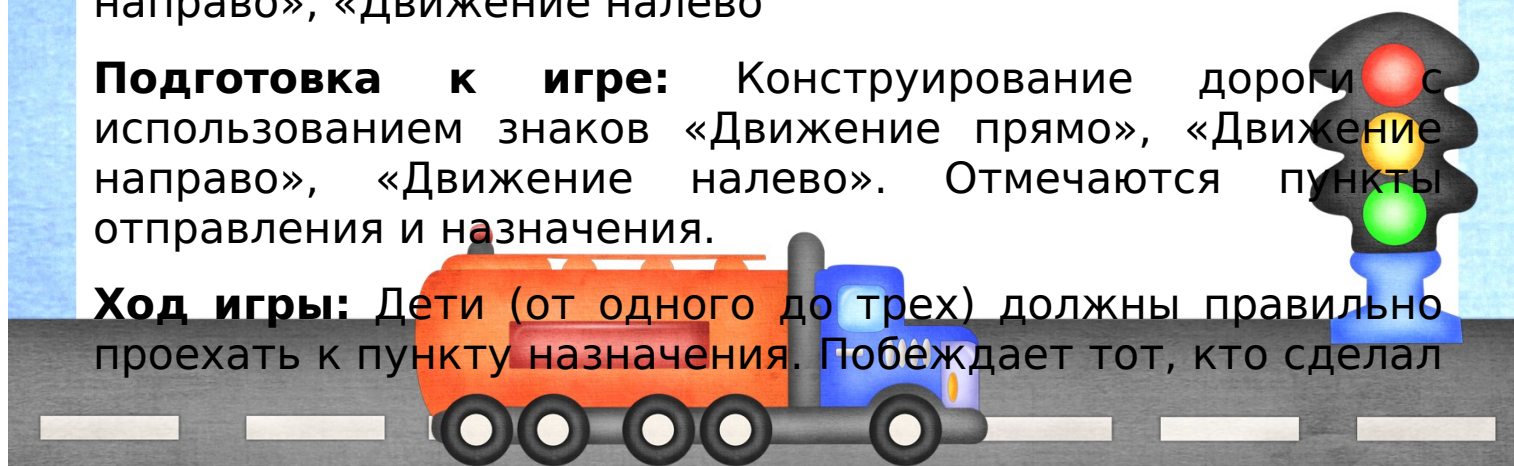 направо», «Движение налево
Подготовка к игре: Конструирование дороги с
использованием знаков «Движение прямо», «Движение
направо», «Движение налево». Отмечаются пункты
отправления и назначения.
Ход игры: Дети (от одного до трех) должны правильно
проехать к пункту назначения. Побеждает тот, кто сделал